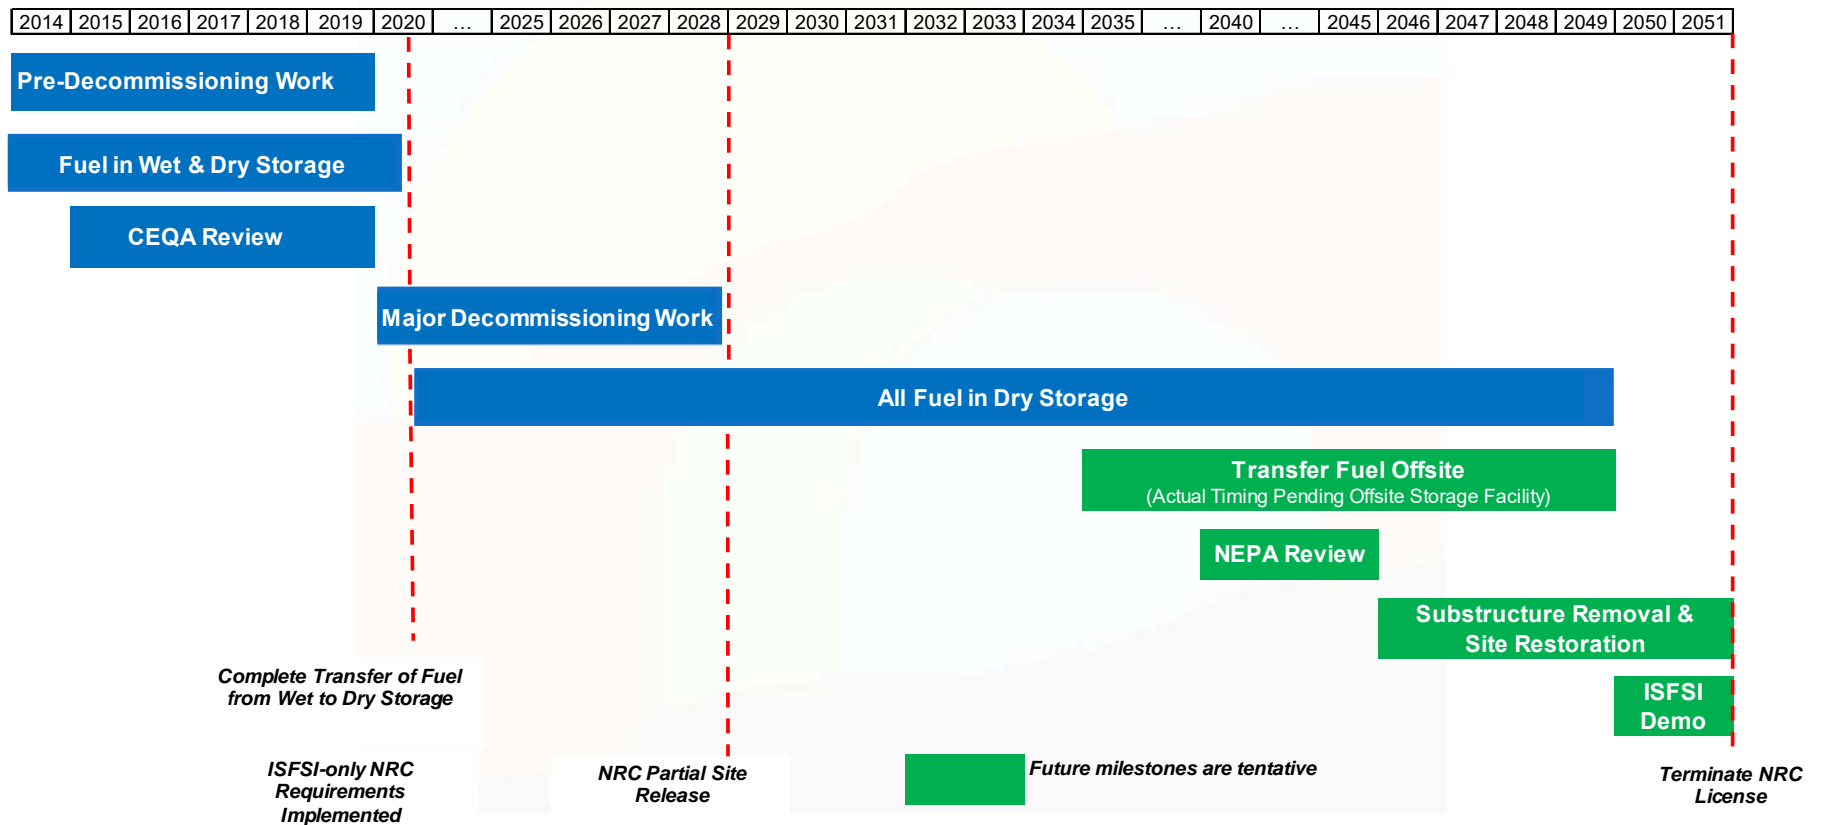 2014 2015 2016 2017 2018 2019 2020 ... 2025 2026 2027 2028 2029 2030 2031 2032 2033 2034 2035 ... 2040 ... 2045 2046 2047 2048 2049 2050 2051
Pre-Decommissioning Work
Fuel in Wet & Dry Storage
CEQA Review
Major Decommissioning Work
All Fuel in Dry Storage
Transfer Fuel Offsite
(Actual Timing Pending Offsite Storage Facility)
NEPA Review
Substructure Removal &
Site Restoration
Complete Transfer of Fuel
from Wet to Dry Storage
ISFSI
Demo
ISFSI-only NRC
Requirements
Implemented
NRC Partial Site
Release
Future milestones are tentative
Terminate NRC
License